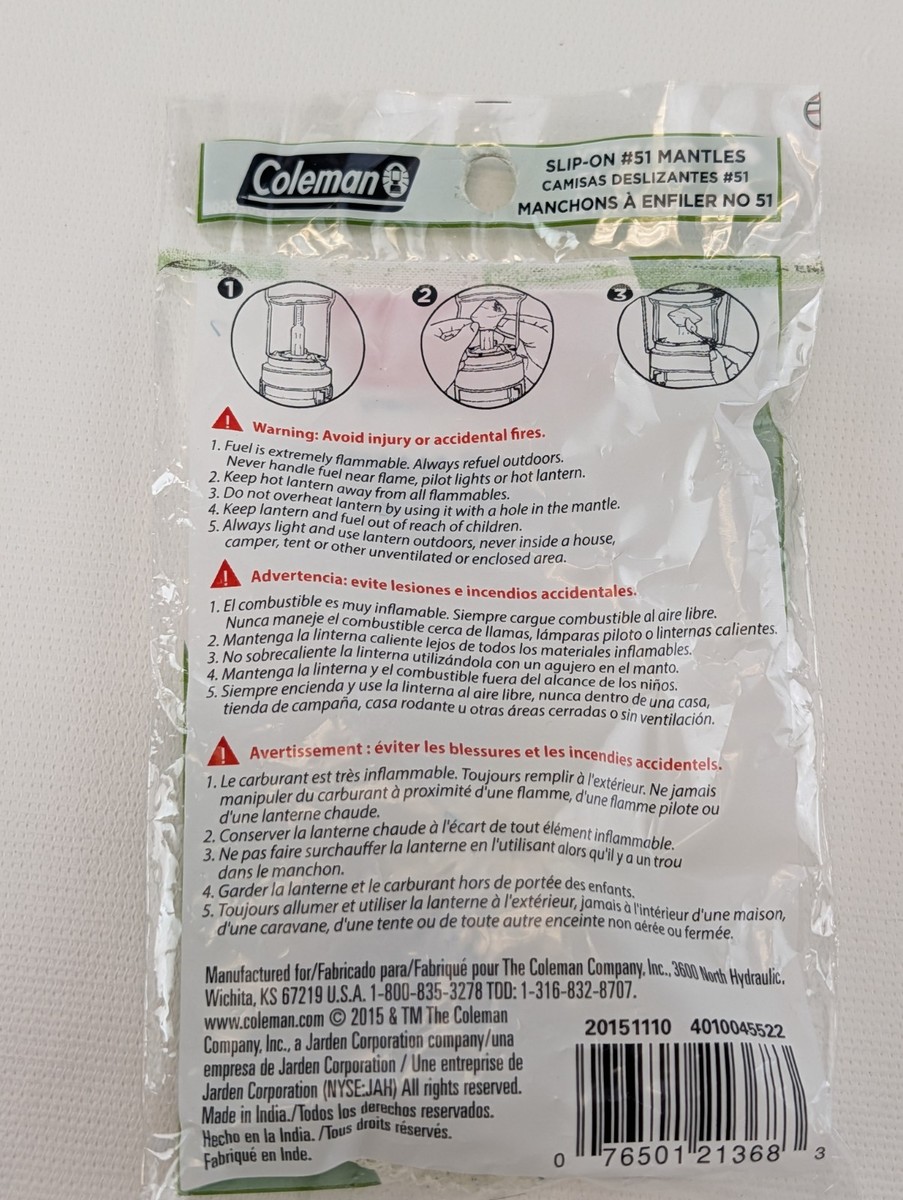 Coleman
SLIP-ON #51 MANTLES
CAMISAS DESLIZANTES #51
MANCHONS À ENFILER NO 51
1
2
3
Warning: Avoid injury or accidental fires.
1. Fuel is extremely flammable. Always refuel outdoors.
Never handle fuel near flame, pilot lights or hot lantern.
2. Keep hot lantern away from all flammables.
3. Do not overheat lantern by using it with a hole in the mantle.
4. Keep lantern and fuel out of reach of children.
5. Always light and use lantern outdoors, never inside a house,
camper, tent or other unventilated or enclosed area.
Advertencia: evite lesiones e incendios accidentales.
1. El combustible es muy inflamable. Siempre cargue combustible al aire libre.
Nunca maneje el combustible cerca de llamas, lámparas piloto o linternas calientes.
2. Mantenga la linterna caliente lejos de todos los materiales inflamables.
3. No sobrecaliente la linterna utilizándola con un agujero en el manto.
4. Mantenga la linterna y el combustible fuera del alcance de los niños.
5. Siempre encienda y use la linterna al aire libre, nunca dentro de una casa,
tienda de campaña, casa rodante u otras áreas cerradas o sin ventilación.
Avertissement : éviter les blessures et les incendies accidentels.
1. Le carburant est très inflammable. Toujours remplir à l'extérieur. Ne jamais
manipuler du carburant à proximité d'une flamme, d'une flamme pilote ou
d'une lanterne chaude.
2. Conserver la lanterne chaude à l'écart de tout élément inflammable.
3. Ne pas faire surchauffer la lanterne en l'utilisant alors qu'il y a un trou
dans le manchon.
4. Garder la lanterne et le carburant hors de portée des enfants.
5. Toujours allumer et utiliser la lanterne à l'extérieur, jamais à l'intérieur d'une maison,
d'une caravane, d'une tente ou de toute autre enceinte non aérée ou fermée.
Manufactured for/Fabricado para/Fabriqué pour The Coleman Company, Inc., 3600 North Hydraulic,
Wichita, KS 67219 U.S.A. 1-800-835-3278 TDD: 1-316-832-8707.
www.coleman.com © 2015 & TM The Coleman
Company, Inc., a Jarden Corporation company/una
empresa de Jarden Corporation / Une entreprise de
Jarden Corporation (NYSE:JAH) All rights reserved.
Made in India./Todos los derechos reservados.
Hecho en la India. /Tous droits réservés.
Fabriqué en Inde.
20151110 4010045522
0 76501 21368 3